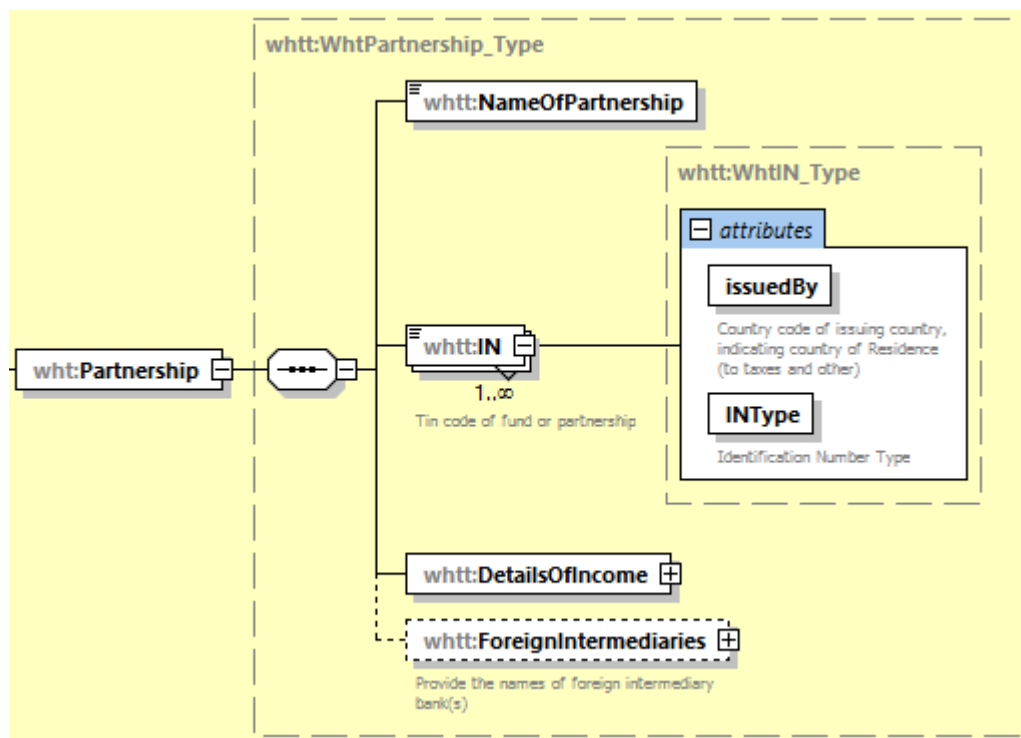 whtt:WhtPartnership_Type
whtt:NameOfPartnership
whtt:WhtIN_Type
attributes
issuedBy
Country code of issuing country,
indicating country of Residence
(to taxes and other)
whtt:IN
wht:Partnership
1..∞
Tin code of fund or partnership
INType
Identification Number Type
whtt:DetailsOfIncome
whtt:ForeignIntermediaries
Provide the names of foreign intermediary
bank(s)